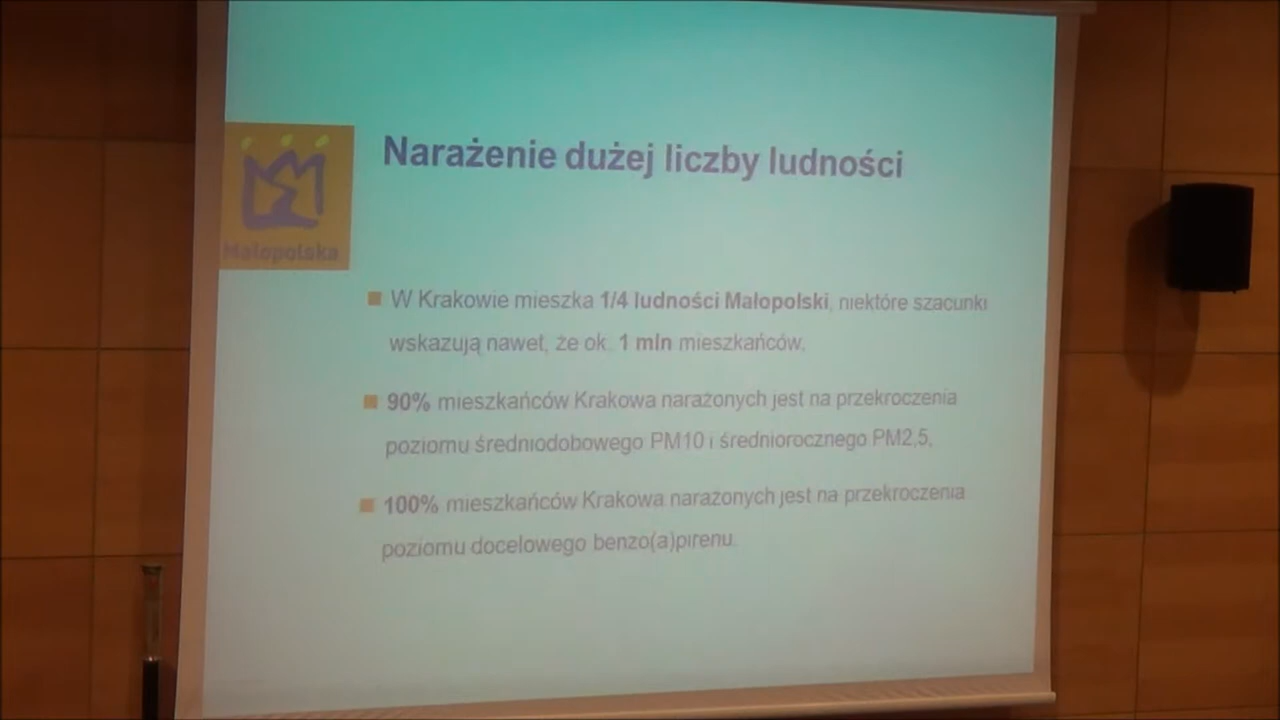 Narażenie dużej liczby ludności
Małopolska
W Krakowie mieszka 1/4 ludności Małopolski, niektóre szacunki
wskazują nawet, że ok. 1 mln mieszkańców,
90% mieszkańców Krakowa narażonych jest na przekroczenia
poziomu średniodobowego PM10 i średniorocznego PM2,5,
100% mieszkańców Krakowa narażonych jest na przekroczenia
poziomu docelowego benzo(a)pirenu.